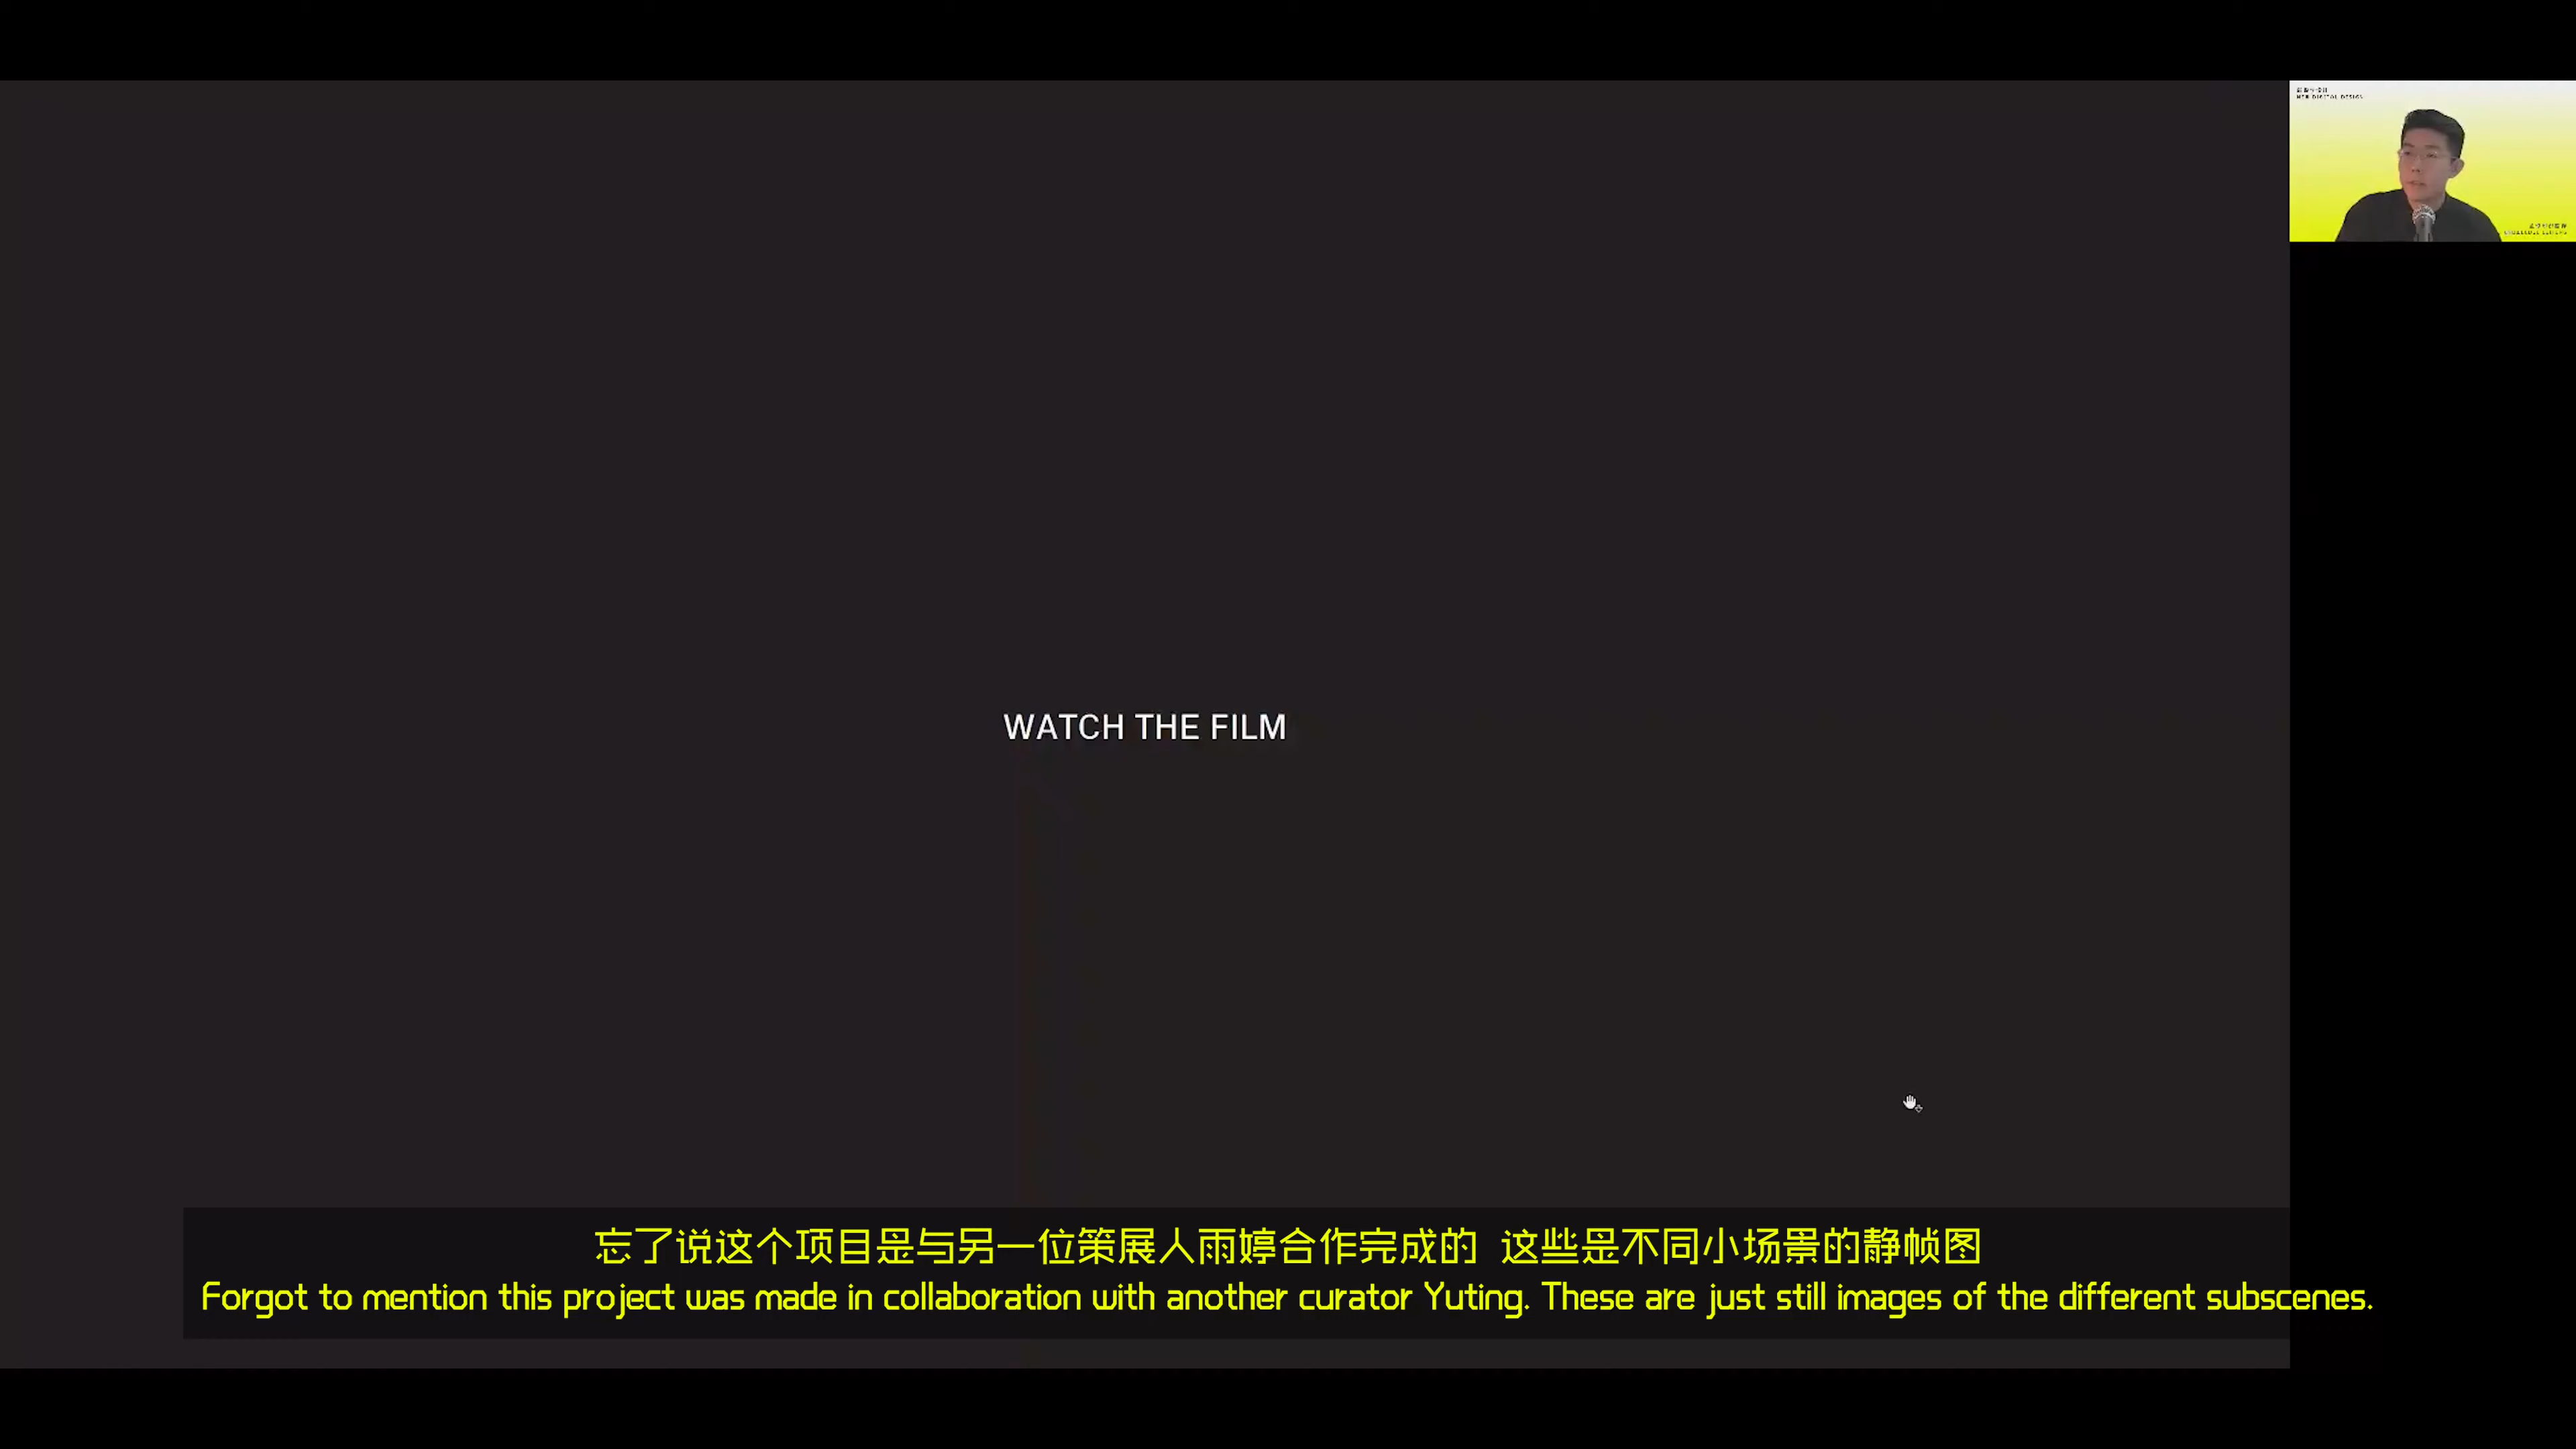 NEW DIGITAL DESIGN
WATCH THE FILM
忘了说这个项目是与另一位策展人雨婷合作完成的 这些是不同小场景的静帧图
Forgot to mention this project was made in collaboration with another curator Yuting. These are just still images of the different subscenes.